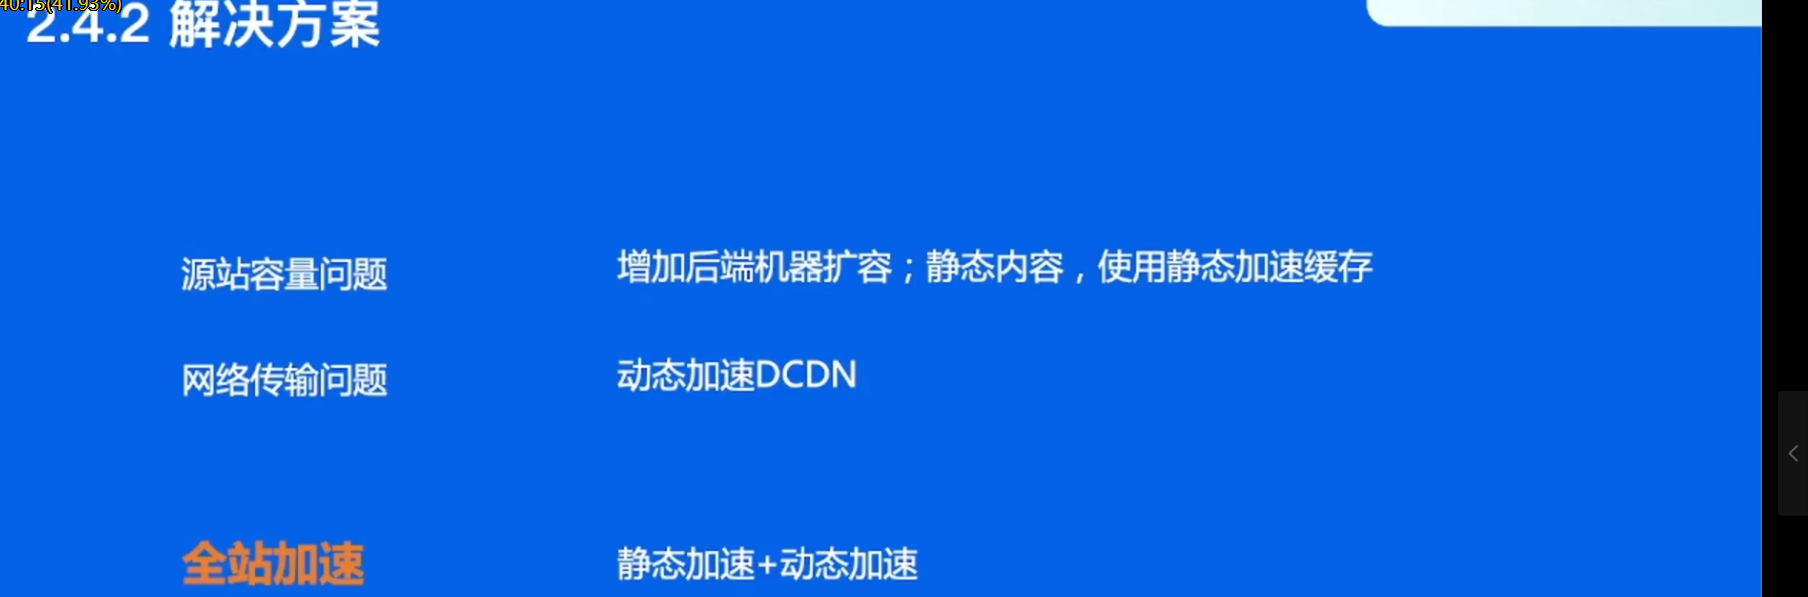 40:15(41.93%)
2.4.2 解决方案
源站容量问题
增加后端机器扩容；静态内容，使用静态加速缓存
网络传输问题
动态加速DCDN
全站加速
静态加速+动态加速